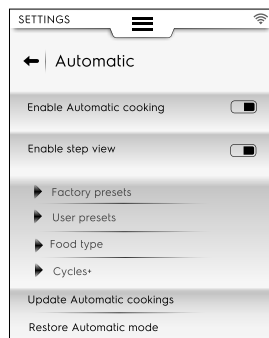 SETTINGS
Automatic
Enable Automatic cooking
Enable step view
Factory presets
User presets
Food type
Cycles+
Update Automatic cookings
Restore Automatic mode